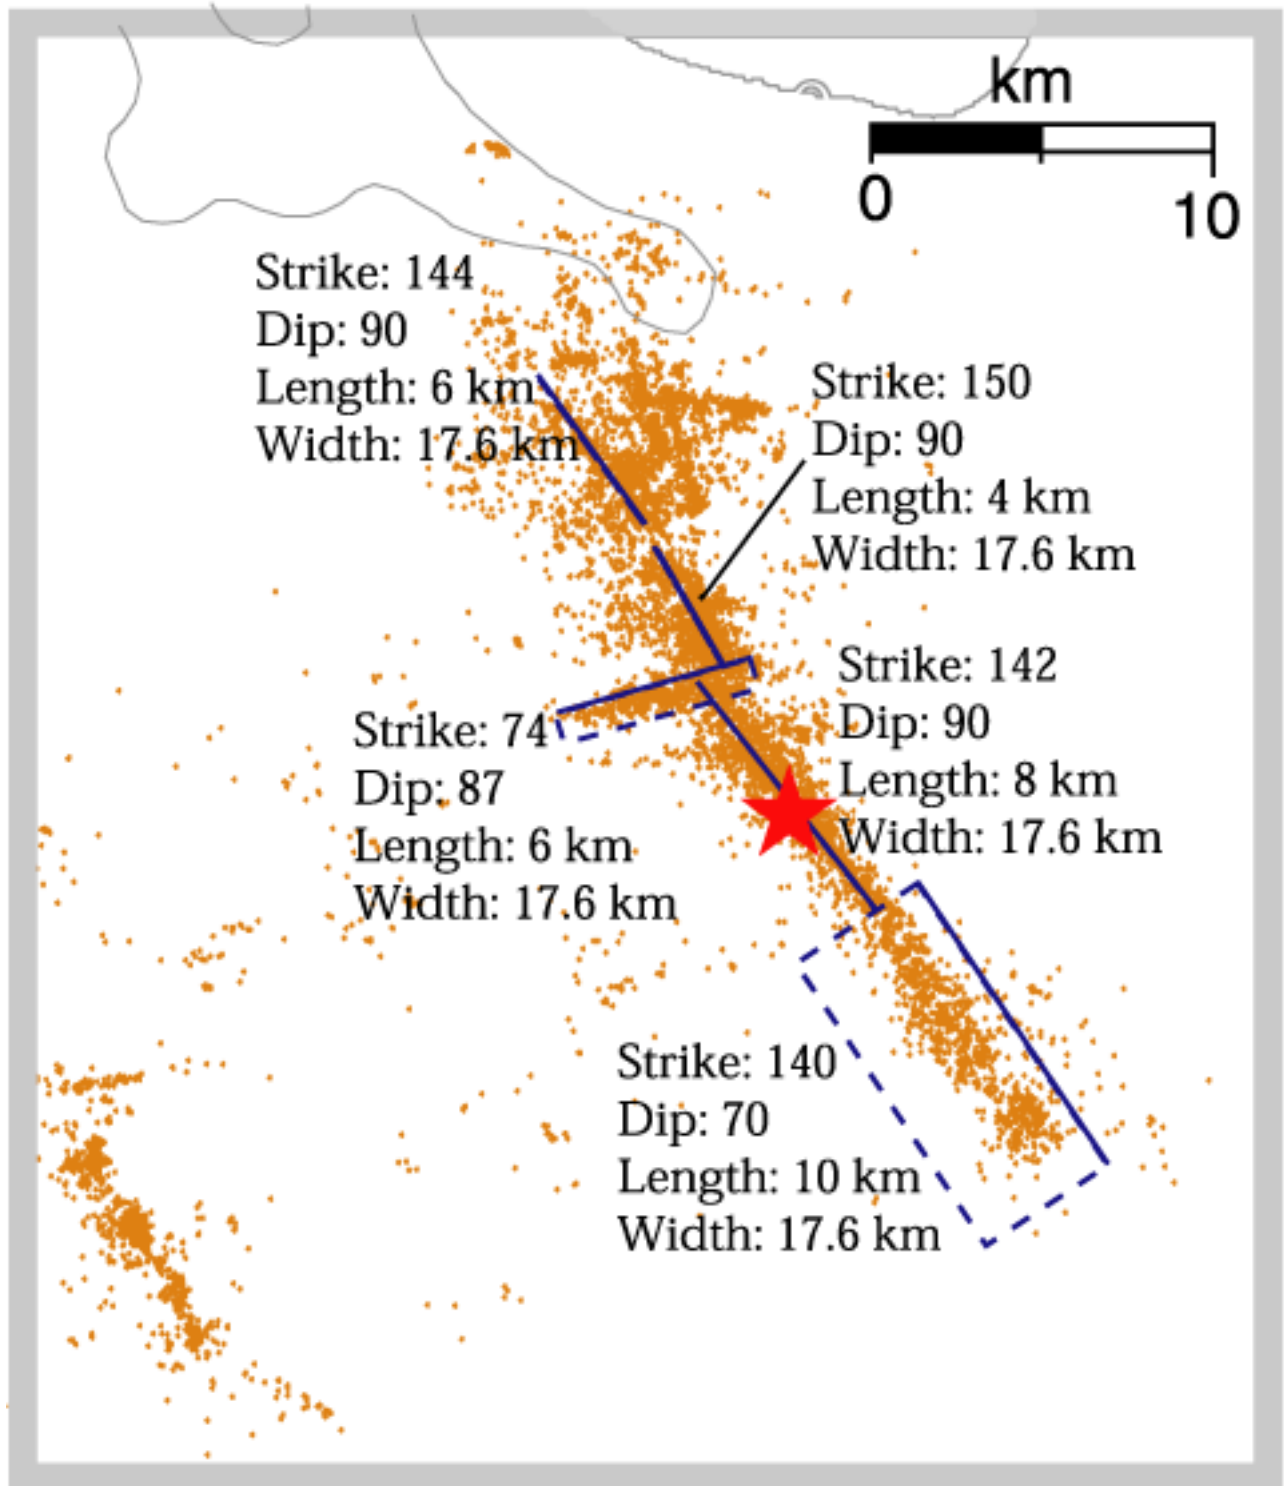 km
0
10
Strike: 144
Dip: 90
Length: 6 km
Width: 17.6 km
Strike: 150
Dip: 90
Length: 4 km
Width: 17.6 km
Strike: 142
Dip: 90
Length: 8 km
Width: 17.6 km
Strike: 74
Dip: 87
Length: 6 km
Width: 17.6 km
Strike: 140
Dip: 70
Length: 10 km
Width: 17.6 km